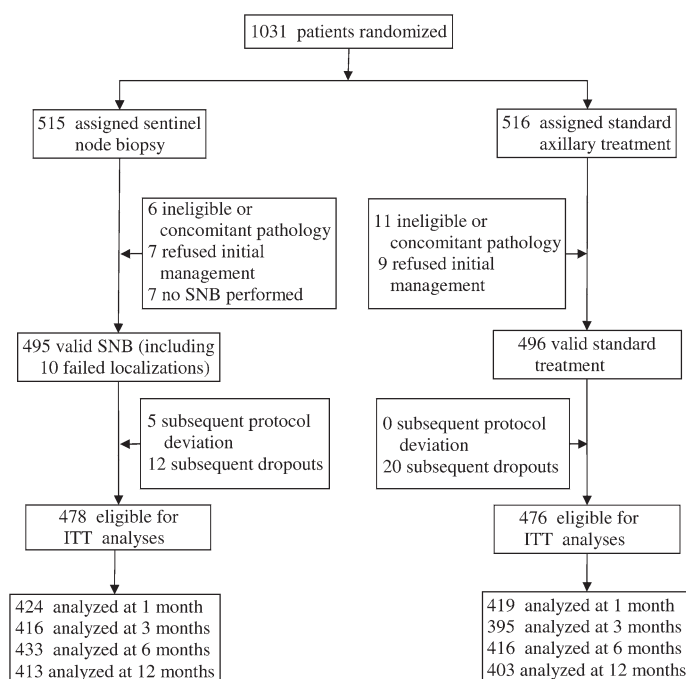 1031 patients randomized
515 assigned sentinel
node biopsy
516 assigned standard
axillary treatment
6 ineligible or
concomitant pathology
7 refused initial
management
7 no SNB performed
11 ineligible or
concomitant pathology
9 refused initial
management
495 valid SNB (including
10 failed localizations)
496 valid standard
treatment
5 subsequent protocol
deviation
12 subsequent dropouts
0 subsequent protocol
deviation
20 subsequent dropouts
478 eligible for
ITT analyses
476 eligible for
ITT analyses
424 analyzed at 1 month
416 analyzed at 3 months
433 analyzed at 6 months
413 analyzed at 12 months
419 analyzed at 1 month
395 analyzed at 3 months
416 analyzed at 6 months
403 analyzed at 12 months